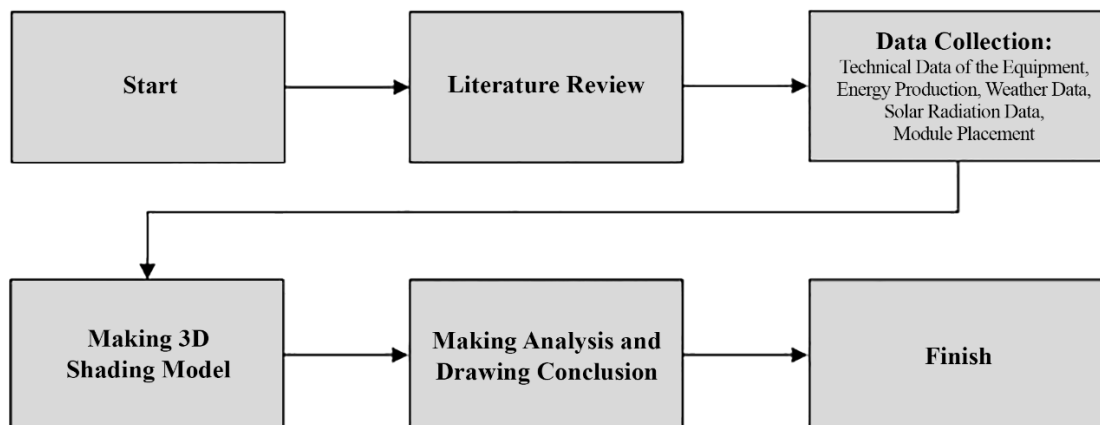 Start
Literature Review
Data Collection:
Technical Data of the Equipment,
Energy Production, Weather Data,
Solar Radiation Data,
Module Placement
Making 3D
Shading Model
Making Analysis and
Drawing Conclusion
Finish